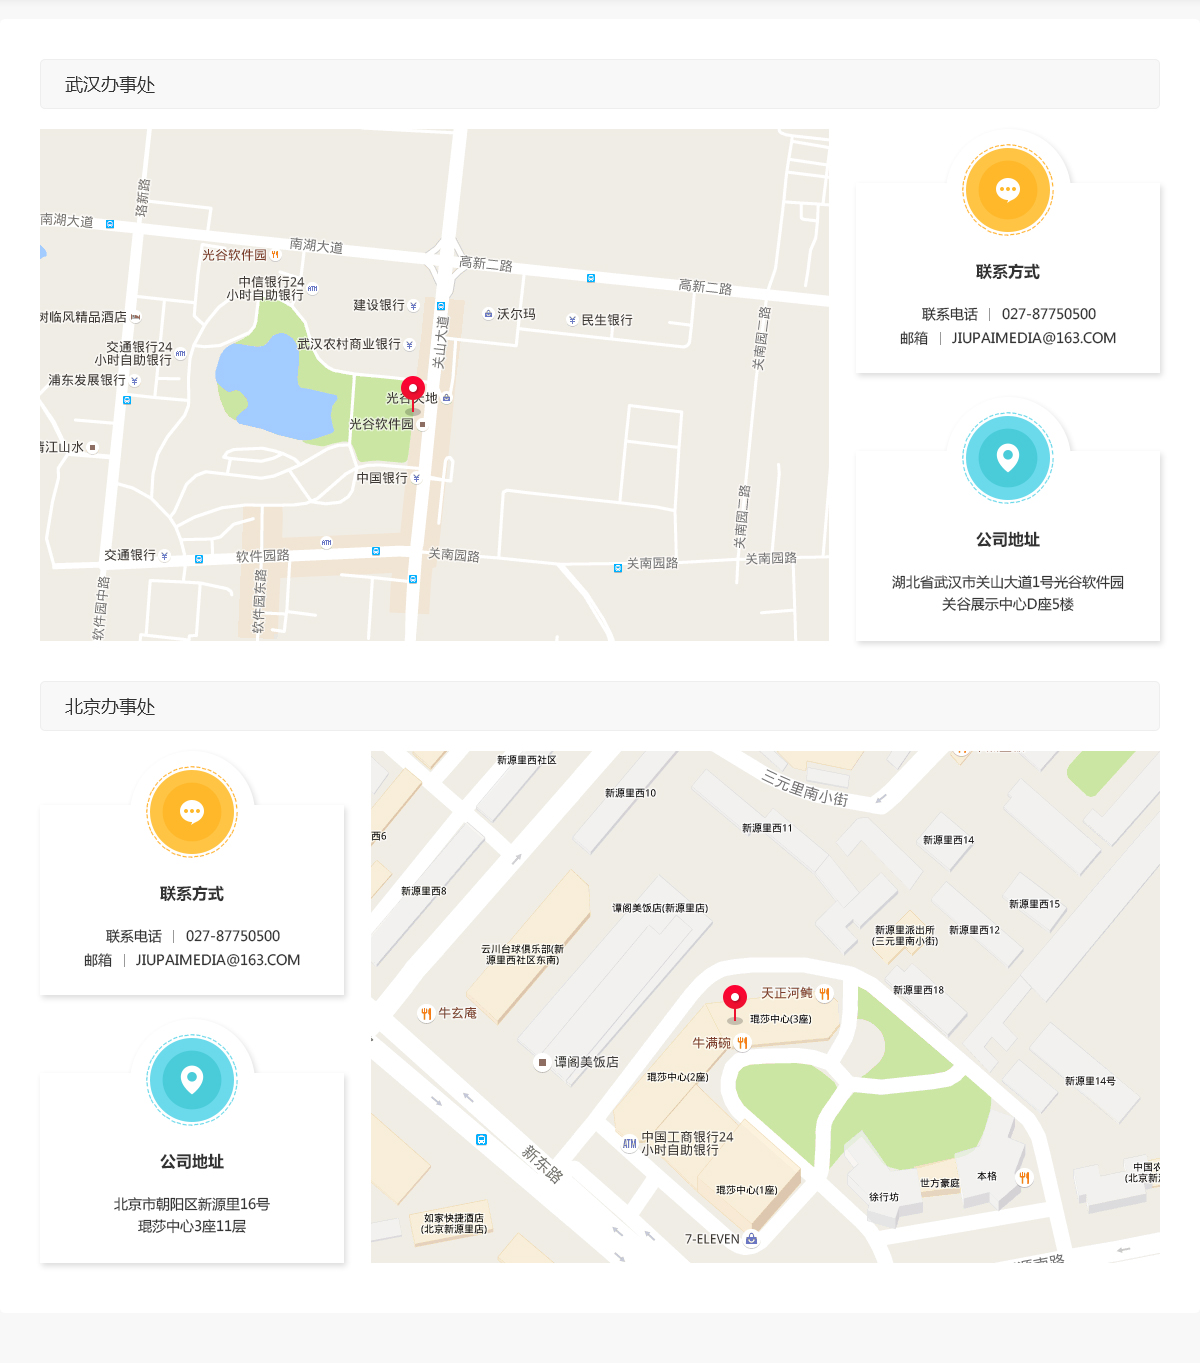 武汉办事处
珞新路
南湖大道
南湖大道
光谷软件园
高新二路
高新二路
中信银行24
小时自助银行
建设银行
沃尔玛
民生银行
树临风精品酒店
关山大道
关南园二路
交通银行24
小时自助银行
武汉农村商业银行
浦东发展银行
光谷天地
光谷软件园
清江山水
中国银行
关南园二路
交通银行
软件园路
关南园路
关南园路
关南园路
软件园中路
软件园东路
联系方式
联系电话 | 027-87750500
邮箱 | JIUPAIMEDIA@163.COM
公司地址
湖北省武汉市关山大道1号光谷软件园
关谷展示中心D座5楼
北京办事处
联系方式
联系电话 | 027-87750500
邮箱 | JIUPAIMEDIA@163.COM
公司地址
北京市朝阳区新源里16号
琨莎中心3座11层
新源里西社区
三元里南小街
新源里西10
新源里西11
西6
新源里西14
新源里西8
谭阁美饭店(新源里店)
新源里西15
新源里派出所
(三元里南小街)
新源里西12
云川台球俱乐部(新
源里西社区东南)
新源里西18
天正河鲀
牛玄庵
琨莎中心(3座)
牛满碗
谭阁美饭店
琨莎中心(2座)
新源里14号
ATM
中国工商银行24
小时自助银行
新东路
中国农
(北京新
本格
世方豪庭
琨莎中心(1座)
徐行坊
如家快捷酒店
(北京新源里店)
7-ELEVEN
源南路